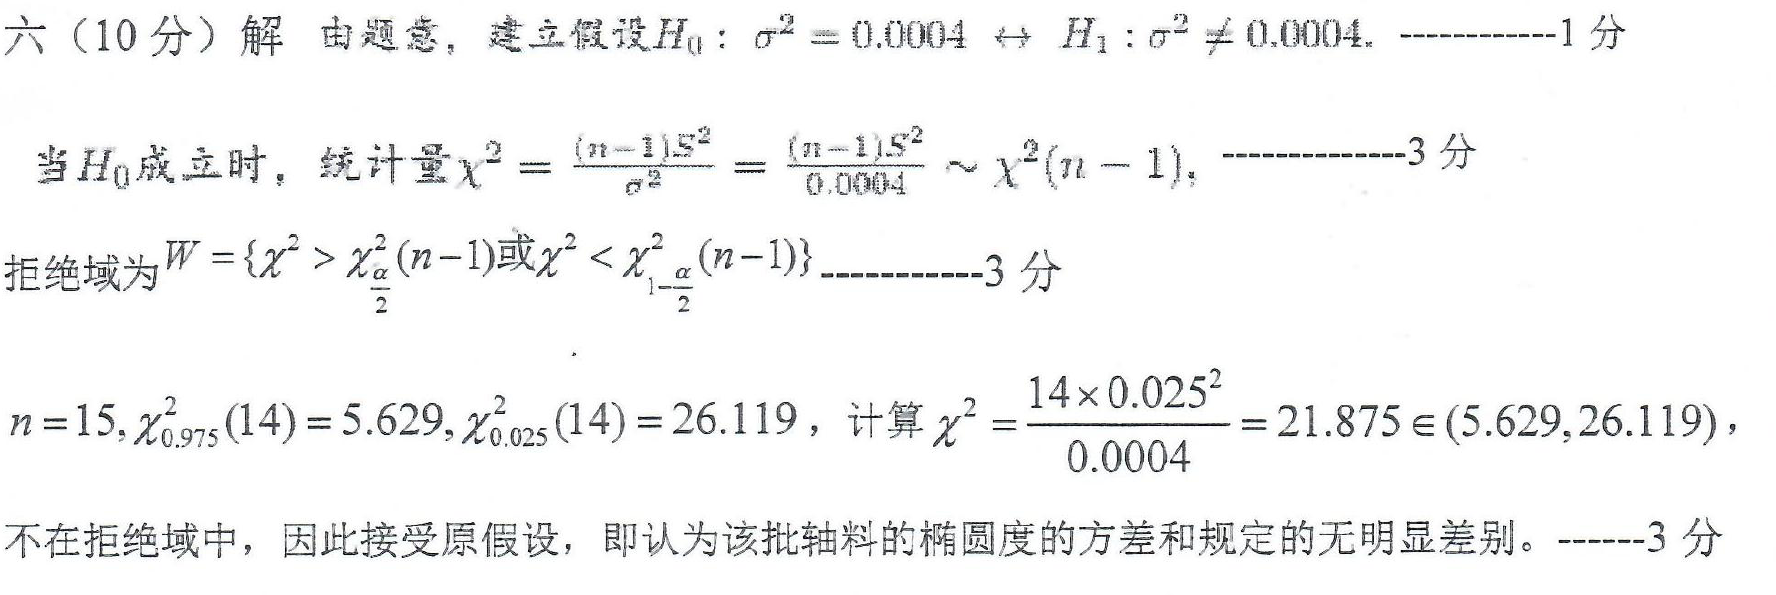 六（10 分）解 由题意，建立假设H₀：σ² = 0.0004 ↔ H₁：σ² ≠ 0.0004. ------------1 分
当H₀成立时，统计量χ² = (n−1)S²/σ² = (n−1)S²/0.0004 ~ χ²(n − 1), --------------3 分
拒绝域为W = {χ² > χ²_{α/2}(n−1)或χ² < χ²_{1−α/2}(n−1)}------------3 分
n = 15, χ²_{0.975}(14) = 5.629, χ²_{0.025}(14) = 26.119，计算 χ² = 14×0.025²/0.0004 = 21.875 ∈ (5.629, 26.119)，
不在拒绝域中，因此接受原假设，即认为该批轴料的椭圆度的方差和规定的无明显差别。------3 分